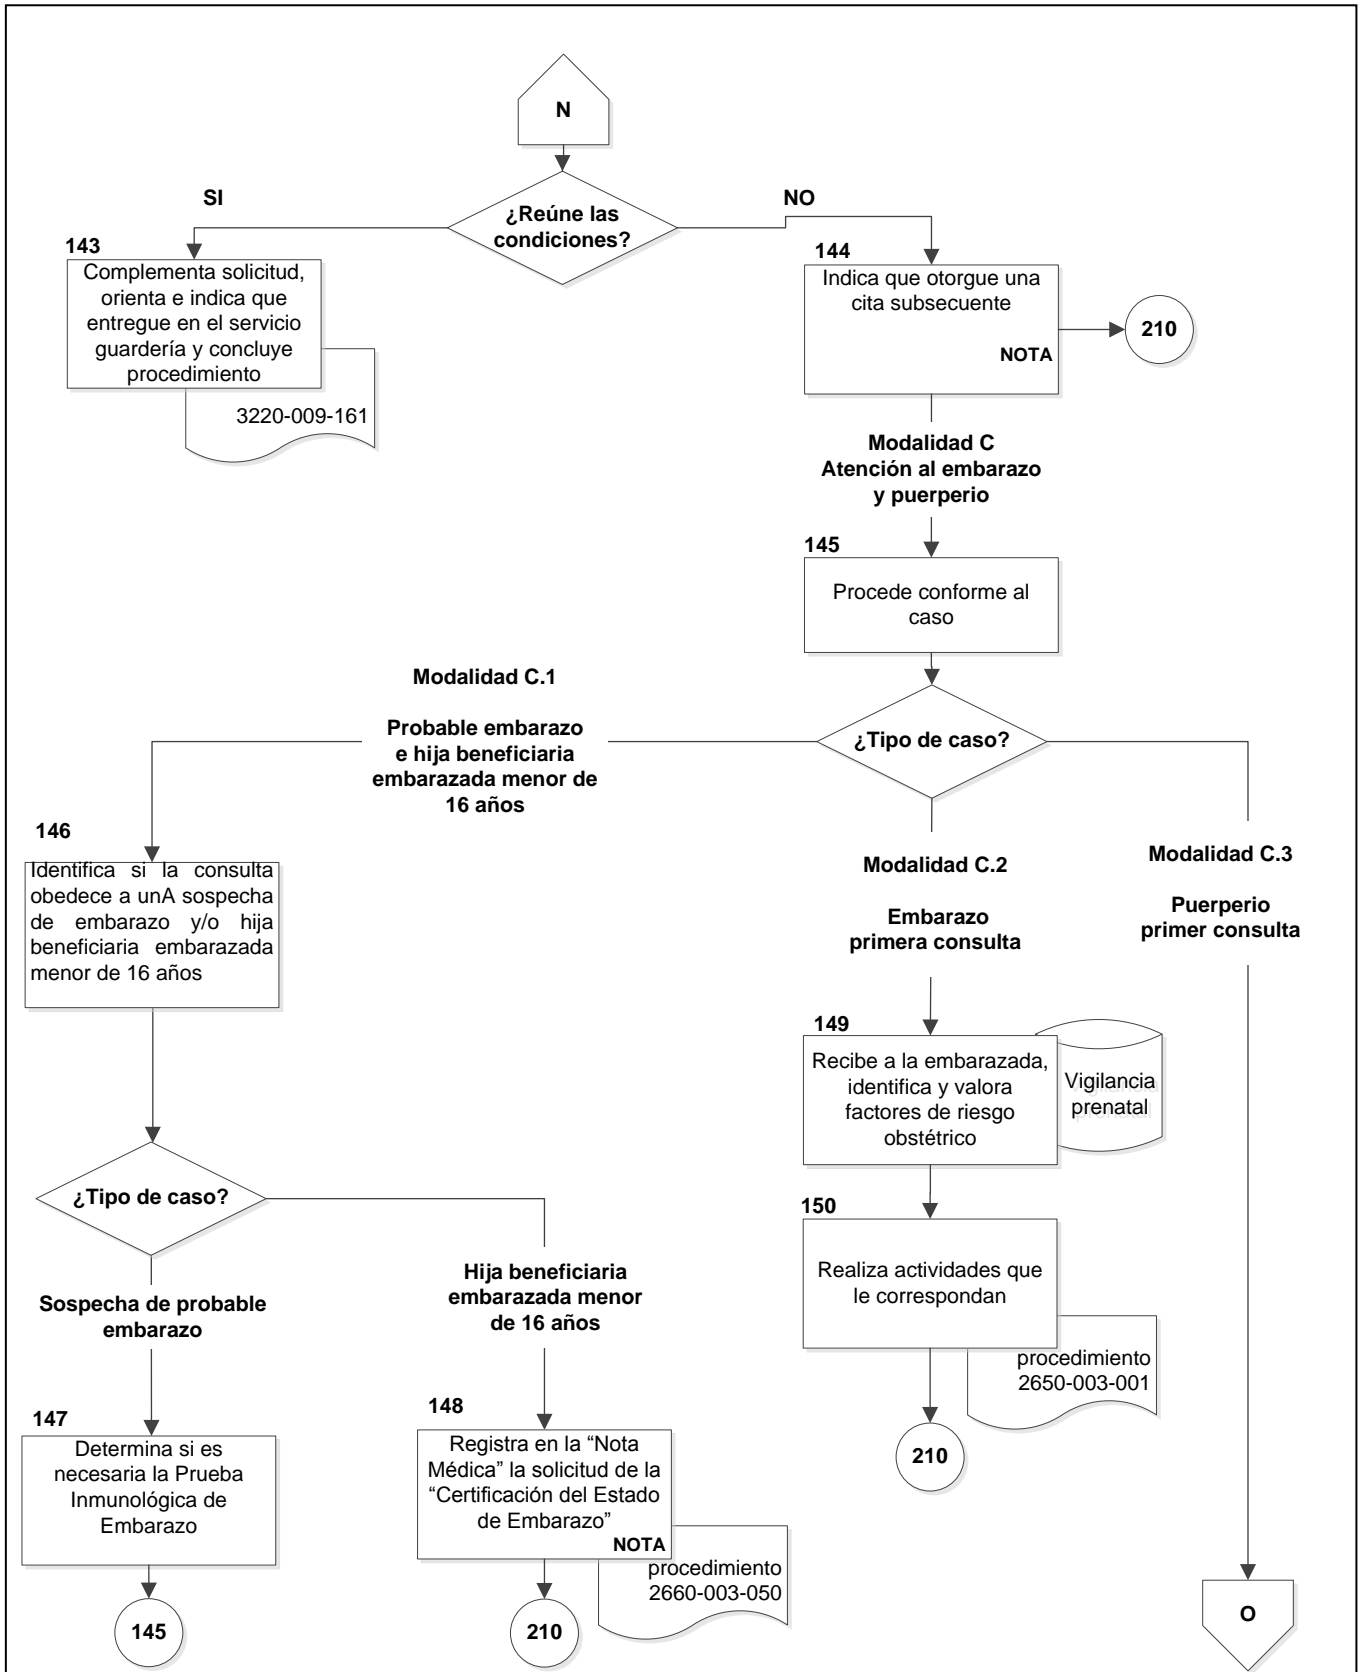 N
¿Reúne las
condiciones?
SI
NO
143
Complementa solicitud,
orienta e indica que
entregue en el servicio
guardería y concluye
procedimiento
3220-009-161
144
Indica que otorgue una
cita subsecuente
NOTA
210
Modalidad C
Atención al embarazo
y puerperio
145
Procede conforme al
caso
¿Tipo de caso?
Modalidad C.1
Probable embarazo
e hija beneficiaria
embarazada menor de
16 años
146
Identifica si la consulta
obedece a unA sospecha
de embarazo y/o hija
beneficiaria embarazada
menor de 16 años
¿Tipo de caso?
Sospecha de probable
embarazo
147
Determina si es
necesaria la Prueba
Inmunológica de
Embarazo
145
Hija beneficiaria
embarazada menor
de 16 años
148
Registra en la “Nota
Médica” la solicitud de la
“Certificación del Estado
de Embarazo”
NOTA
procedimiento
2660-003-050
210
Modalidad C.2
Embarazo
primera consulta
149
Recibe a la embarazada,
identifica y valora
factores de riesgo
obstétrico
Vigilancia
prenatal
150
Realiza actividades que
le correspondan
procedimiento
2650-003-001
210
Modalidad C.3
Puerperio
primer consulta
O